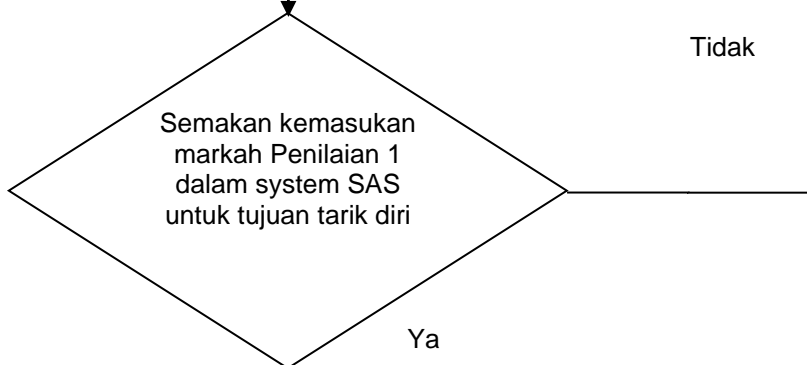 Tidak
Semakan kemasukan
markah Penilaian 1
dalam system SAS
untuk tujuan tarik diri
Ya